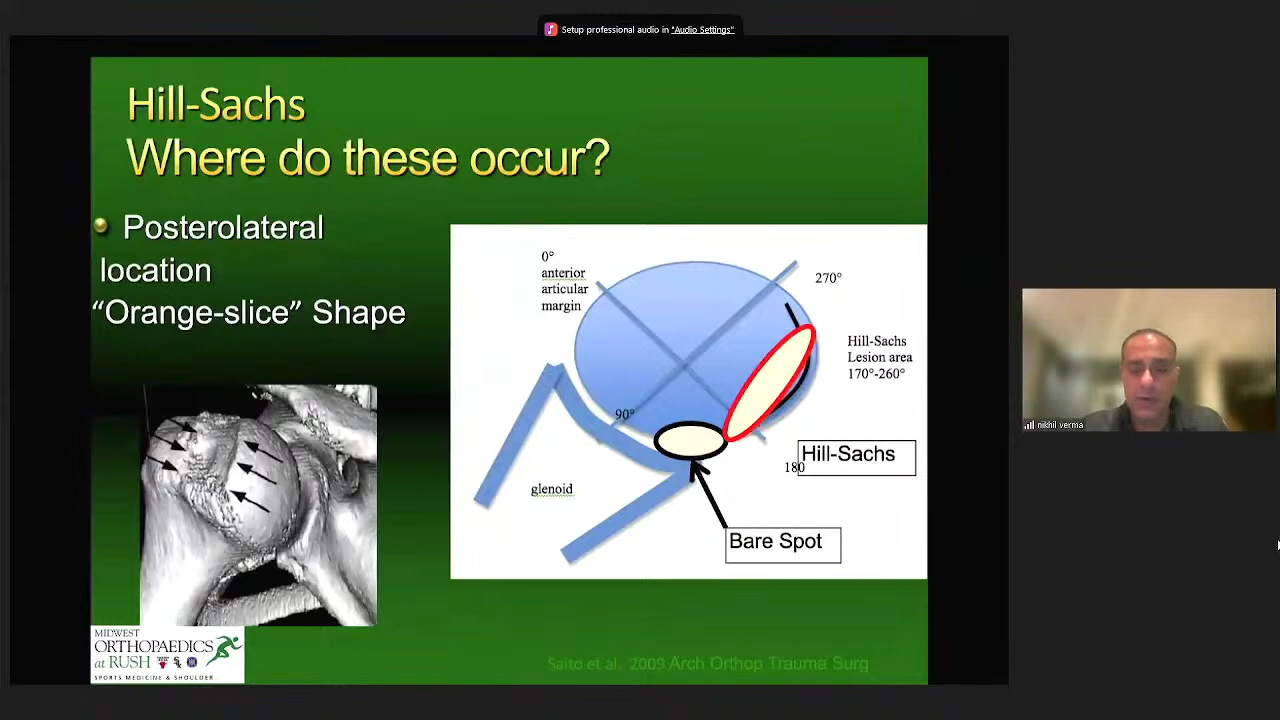 Setup professional audio in "Audio Settings"
Hill-Sachs
Where do these occur?
Posterolateral
location
“Orange-slice” Shape
0°
anterior
articular
margin
270°
Hill-Sachs
Lesion area
170°-260°
90°
Hill-Sachs
180
glenoid
Bare Spot
nikhil verma
MIDWEST
ORTHOPAEDICS
at RUSH
SPORTS MEDICINE & SHOULDER
Saito et al. 2009 Arch Orthop Trauma Surg